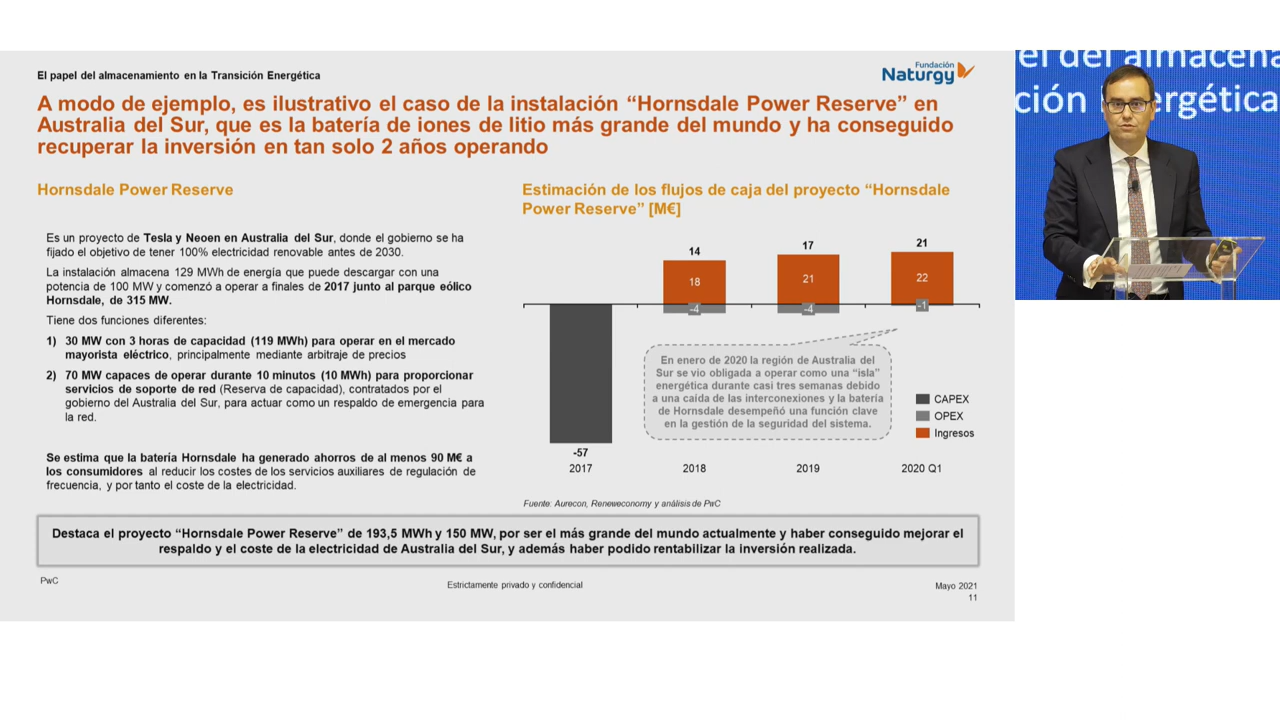 El papel del almacenamiento en la Transición Energética
Fundación
Naturgy
A modo de ejemplo, es ilustrativo el caso de la instalación “Hornsdale Power Reserve” en
Australia del Sur, que es la batería de iones de litio más grande del mundo y ha conseguido
recuperar la inversión en tan solo 2 años operando
Hornsdale Power Reserve
Es un proyecto de Tesla y Neoen en Australia del Sur, donde el gobierno se ha
fijado el objetivo de tener 100% electricidad renovable antes de 2030.
La instalación almacena 129 MWh de energía que puede descargar con una
potencia de 100 MW y comenzó a operar a finales de 2017 junto al parque eólico
Hornsdale, de 315 MW.
Tiene dos funciones diferentes:
1) 30 MW con 3 horas de capacidad (119 MWh) para operar en el mercado
mayorista eléctrico, principalmente mediante arbitraje de precios
2) 70 MW capaces de operar durante 10 minutos (10 MWh) para proporcionar
servicios de soporte de red (Reserva de capacidad), contratados por el
gobierno del Australia del Sur, para actuar como un respaldo de emergencia para
la red.
Se estima que la batería Hornsdale ha generado ahorros de al menos 90 M€ a
los consumidores al reducir los costes de los servicios auxiliares de regulación de
frecuencia, y por tanto el coste de la electricidad.
Estimación de los flujos de caja del proyecto “Hornsdale
Power Reserve” [M€]
14
17
21
18
21
22
-4
-4
-1
En enero de 2020 la región de Australia del
Sur se vio obligada a operar como una “isla”
energética durante casi tres semanas debido
a una caída de las interconexiones y la batería
de Hornsdale desempeñó una función clave
en la gestión de la seguridad del sistema.
CAPEX
OPEX
Ingresos
-57
2017
2018
2019
2020 Q1
Fuente: Aurecon, Reneweconomy y análisis de PwC
Destaca el proyecto “Hornsdale Power Reserve” de 193,5 MWh y 150 MW, por ser el más grande del mundo actualmente y haber conseguido mejorar el
respaldo y el coste de la electricidad de Australia del Sur, y además haber podido rentabilizar la inversión realizada.
PwC
Estrictamente privado y confidencial
Mayo 2021
11
el del almacena
ción ergética